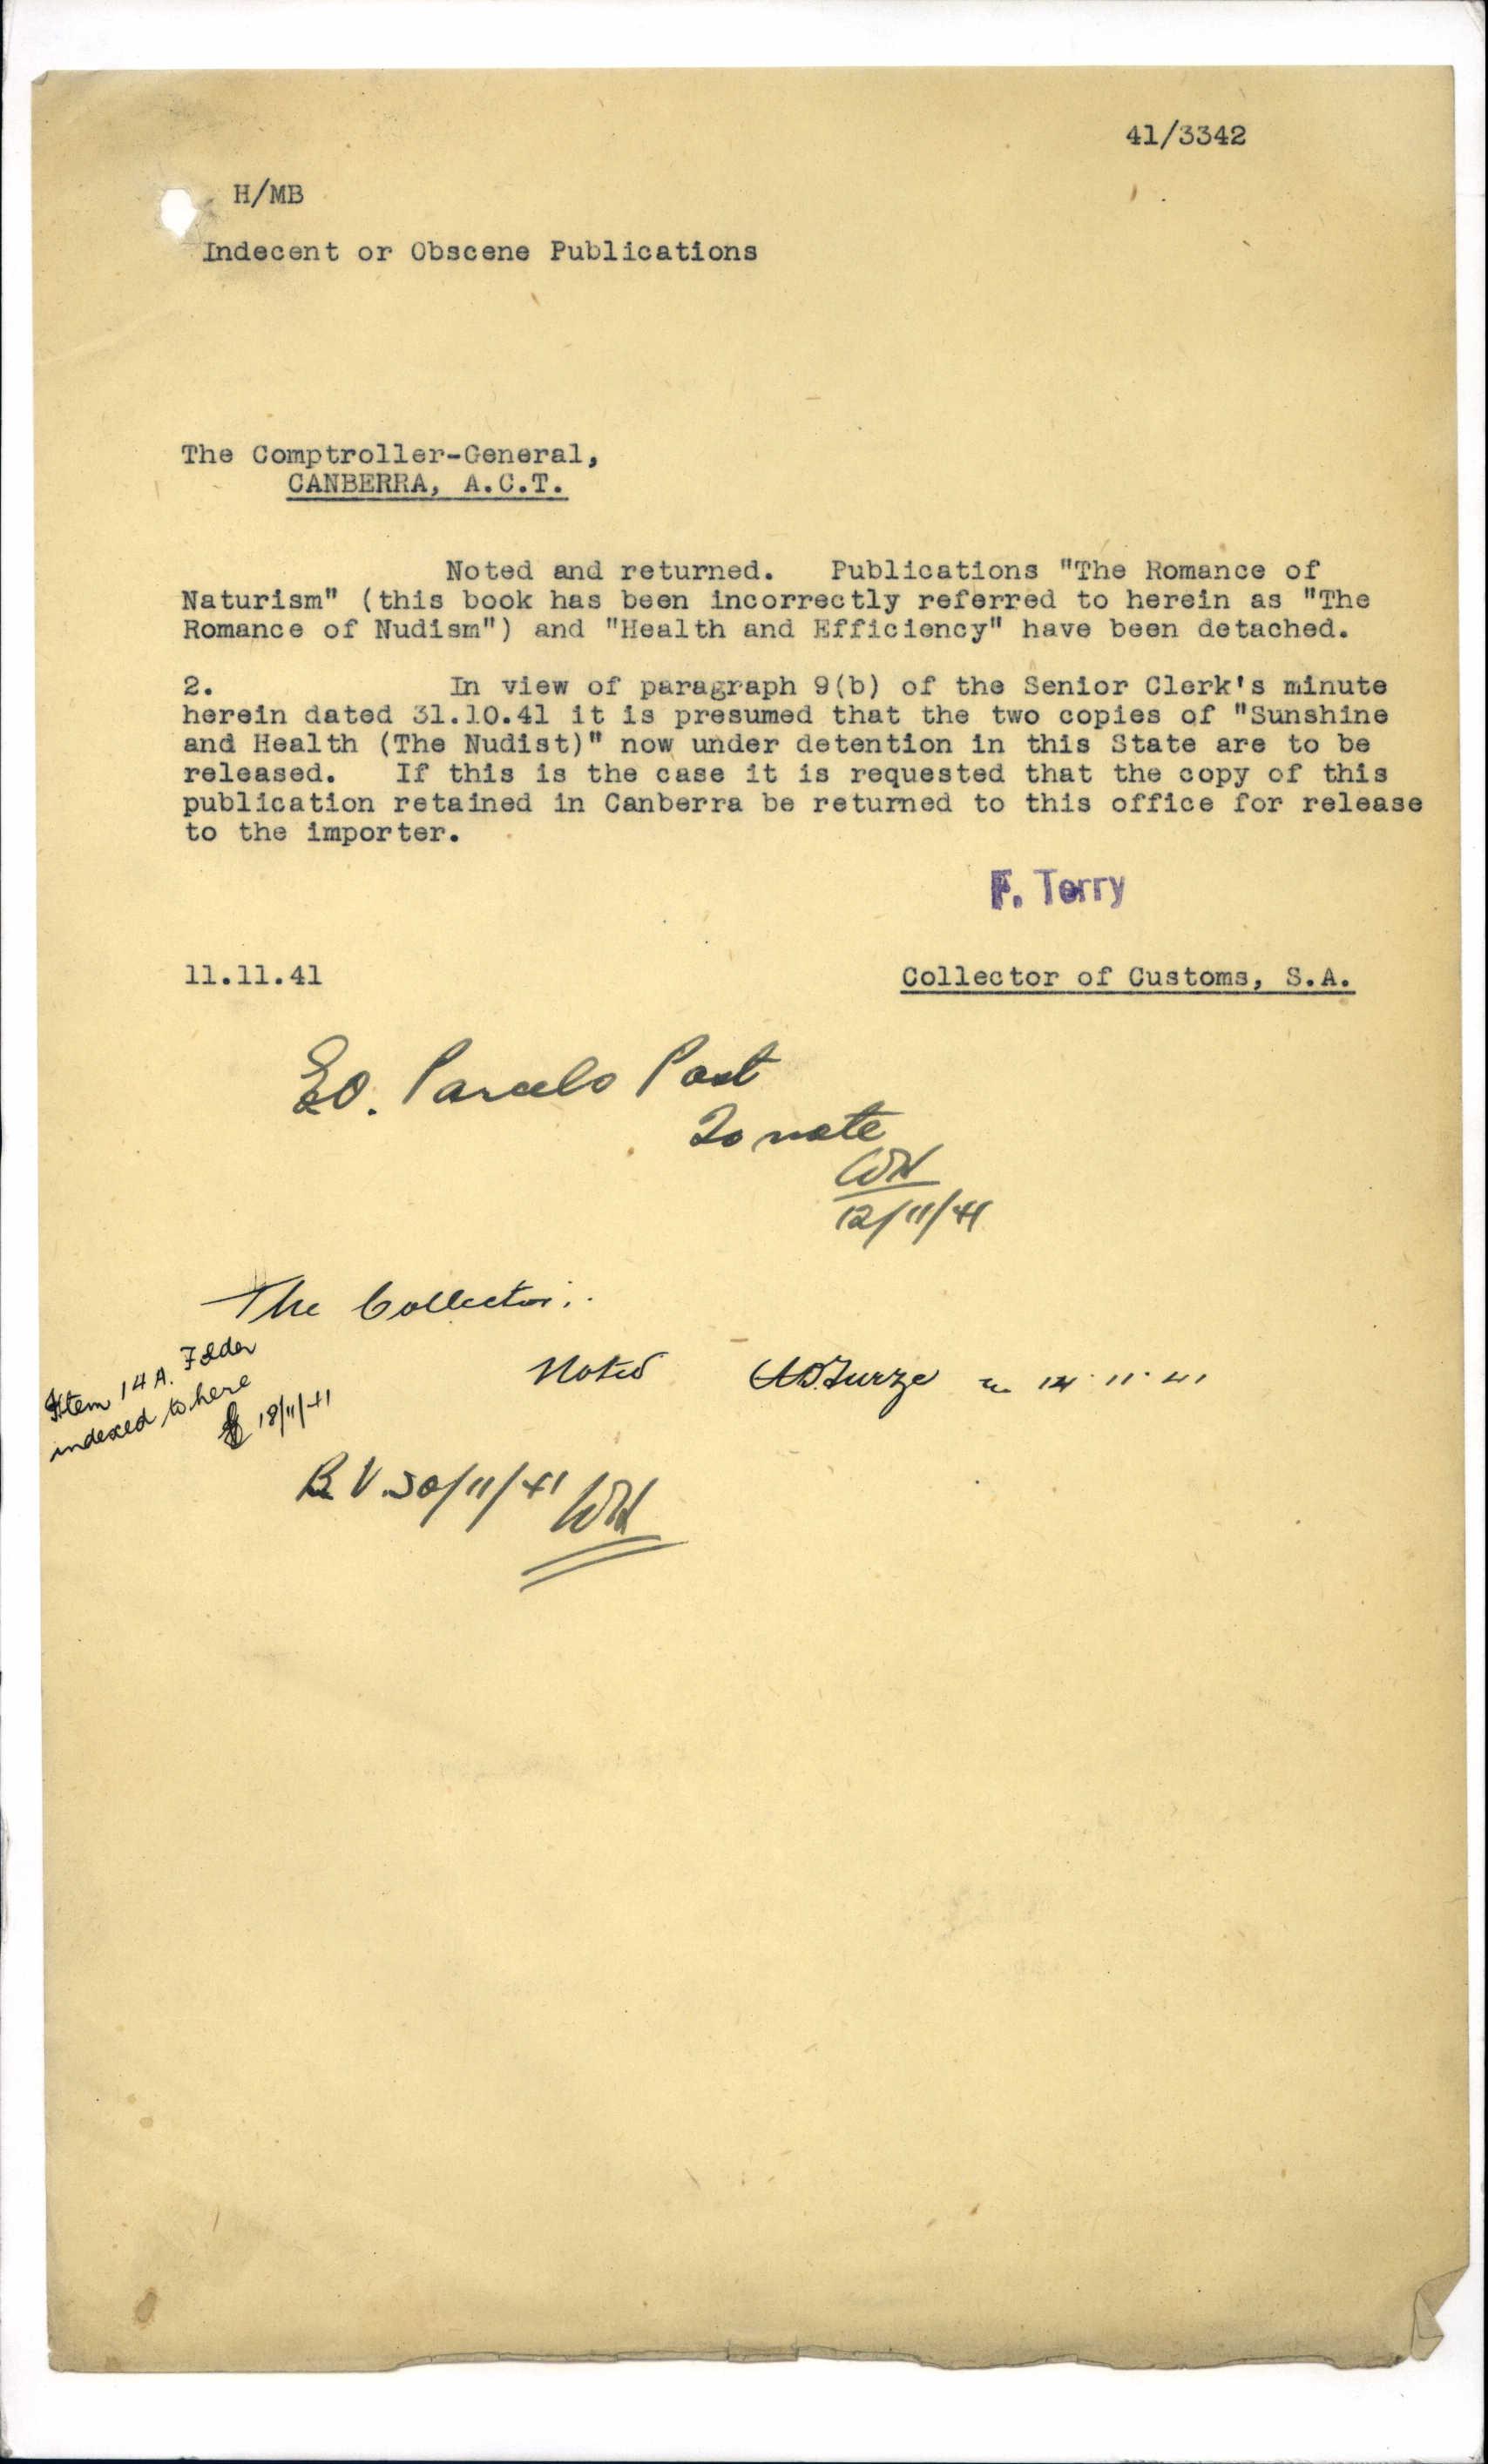 41/3342
H/MB
Indecent or Obscene Publications
The Comptroller-General,
CANBERRA, A.C.T.
Noted and returned. Publications "The Romance of
Naturism" (this book has been incorrectly referred to herein as "The
Romance of Nudism") and "Health and Efficiency" have been detached.
2. In view of paragraph 9(b) of the Senior Clerk's minute
herein dated 31.10.41 it is presumed that the two copies of "Sunshine
and Health (The Nudist)" now under detention in this State are to be
released. If this is the case it is requested that the copy of this
publication retained in Canberra be returned to this office for release
to the importer.
F. Terry
11.11.41 Collector of Customs, S.A.
Parcels Post
To note
12/11/41
The Collector:.
Noted 14.11.41
Item 14A. Folder
indexed to here
18/11/41
B.V. 30/11/41